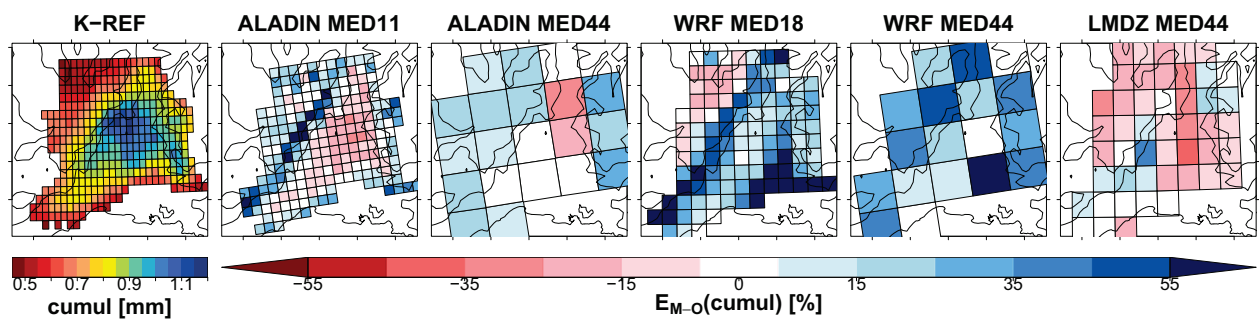 K−REF ALADIN MED11 ALADIN MED44 WRF MED18 WRF MED44 LMDZ MED44
0.5 0.7 0.9 1.1 −55 −35 −15 0 15 35 55
cumul [mm] E_M−O(cumul) [%]